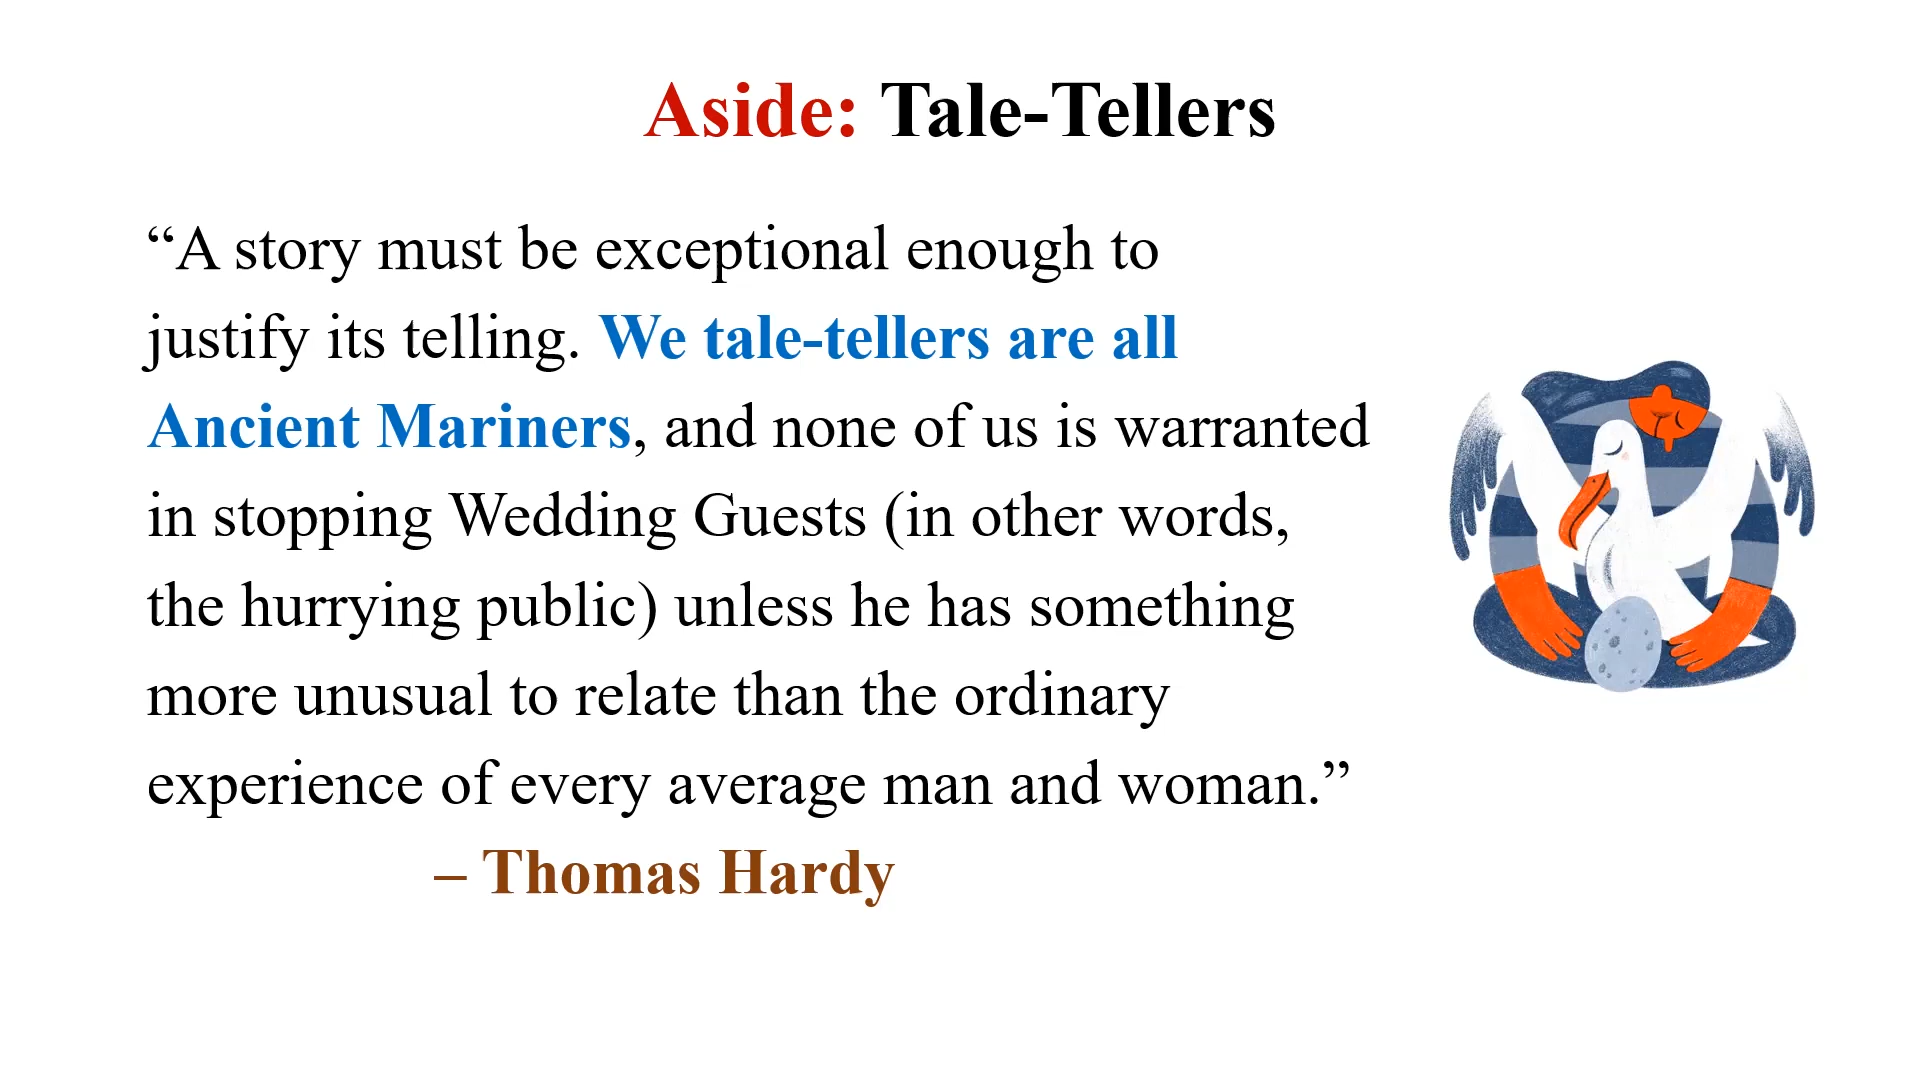 Aside: Tale-Tellers
“A story must be exceptional enough to
justify its telling. We tale-tellers are all
Ancient Mariners, and none of us is warranted
in stopping Wedding Guests (in other words,
the hurrying public) unless he has something
more unusual to relate than the ordinary
experience of every average man and woman.”
– Thomas Hardy